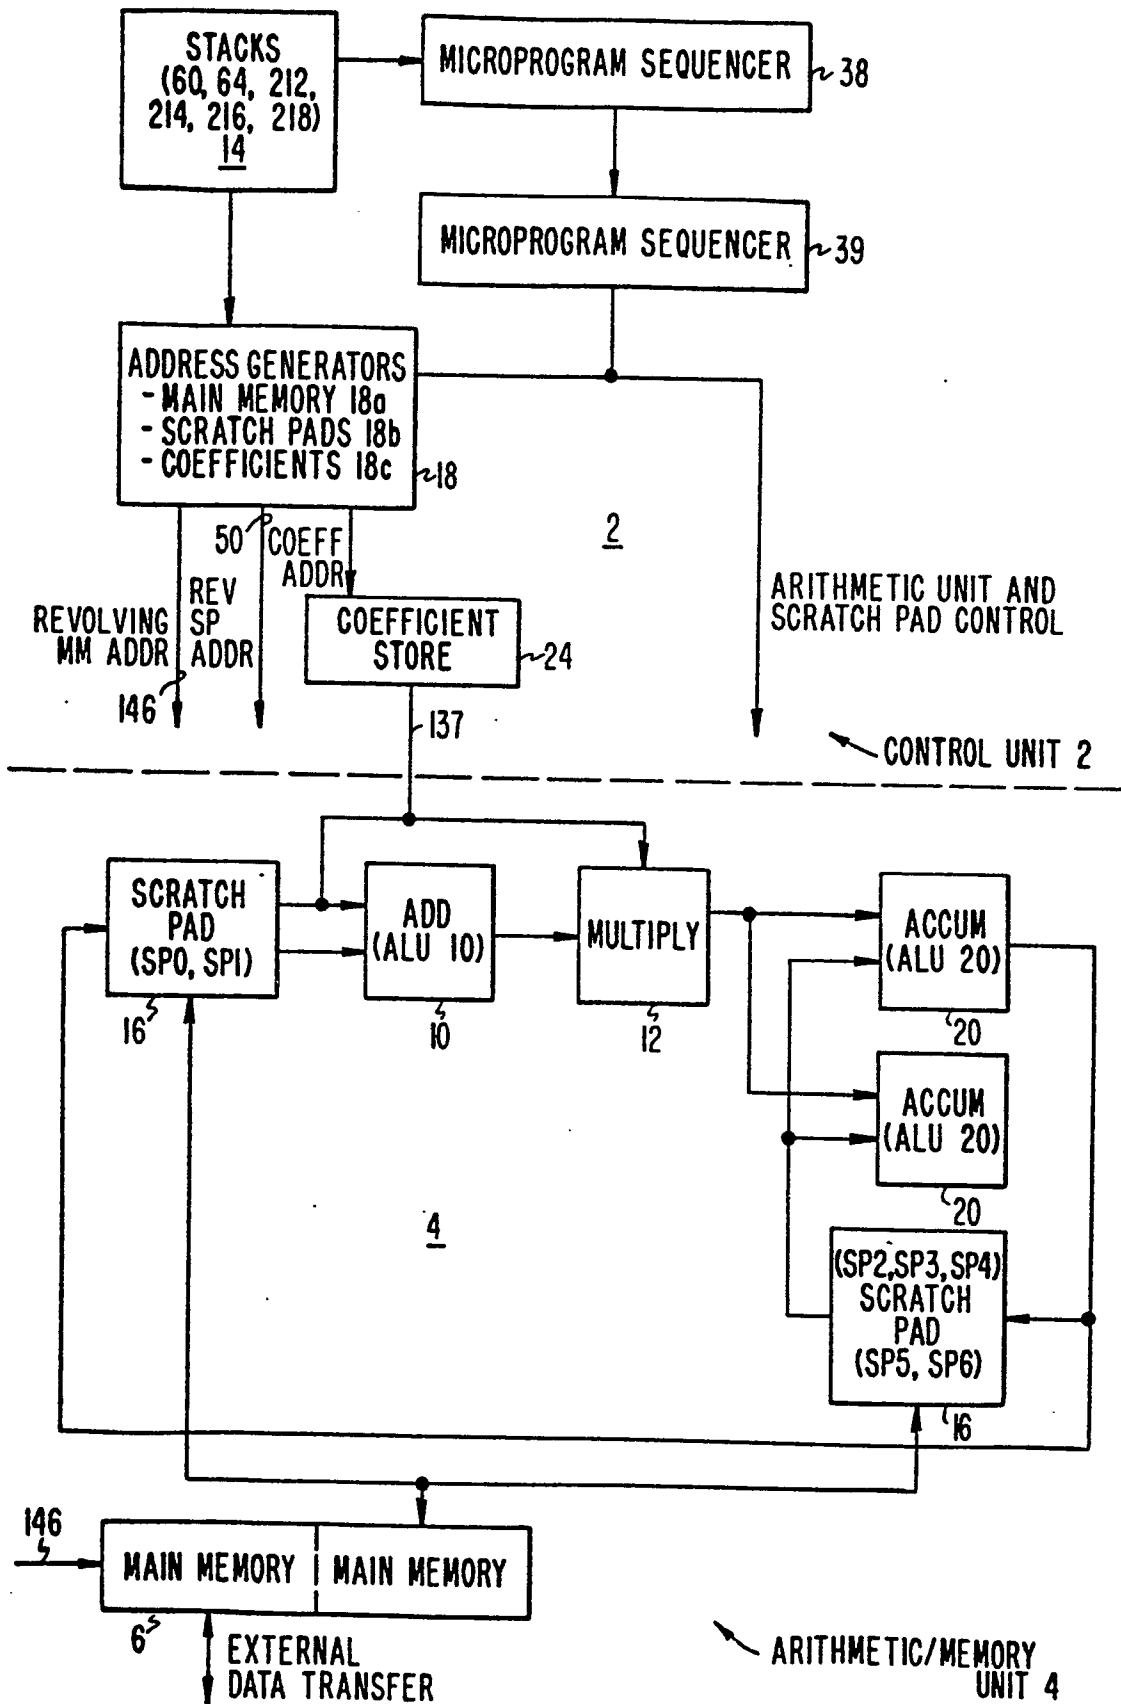 STACKS
(60, 64, 212,
214, 216, 218)
14
MICROPROGRAM SEQUENCER
38
MICROPROGRAM SEQUENCER
39
ADDRESS GENERATORS
- MAIN MEMORY 18a
- SCRATCH PADS 18b
- COEFFICIENTS 18c
18
2
50
COEFF
ADDR
REV
SP
ADDR
REVOLVING
MM ADDR
146
COEFFICIENT
STORE
24
ARITHMETIC UNIT AND
SCRATCH PAD CONTROL
137
CONTROL UNIT 2
SCRATCH
PAD
(SP0, SP1)
16
ADD
(ALU 10)
10
MULTIPLY
12
ACCUM
(ALU 20)
20
ACCUM
(ALU 20)
20
4
(SP2,SP3,SP4)
SCRATCH
PAD
(SP5, SP6)
16
146
MAIN MEMORY
MAIN MEMORY
6
EXTERNAL
DATA TRANSFER
ARITHMETIC/MEMORY
UNIT 4